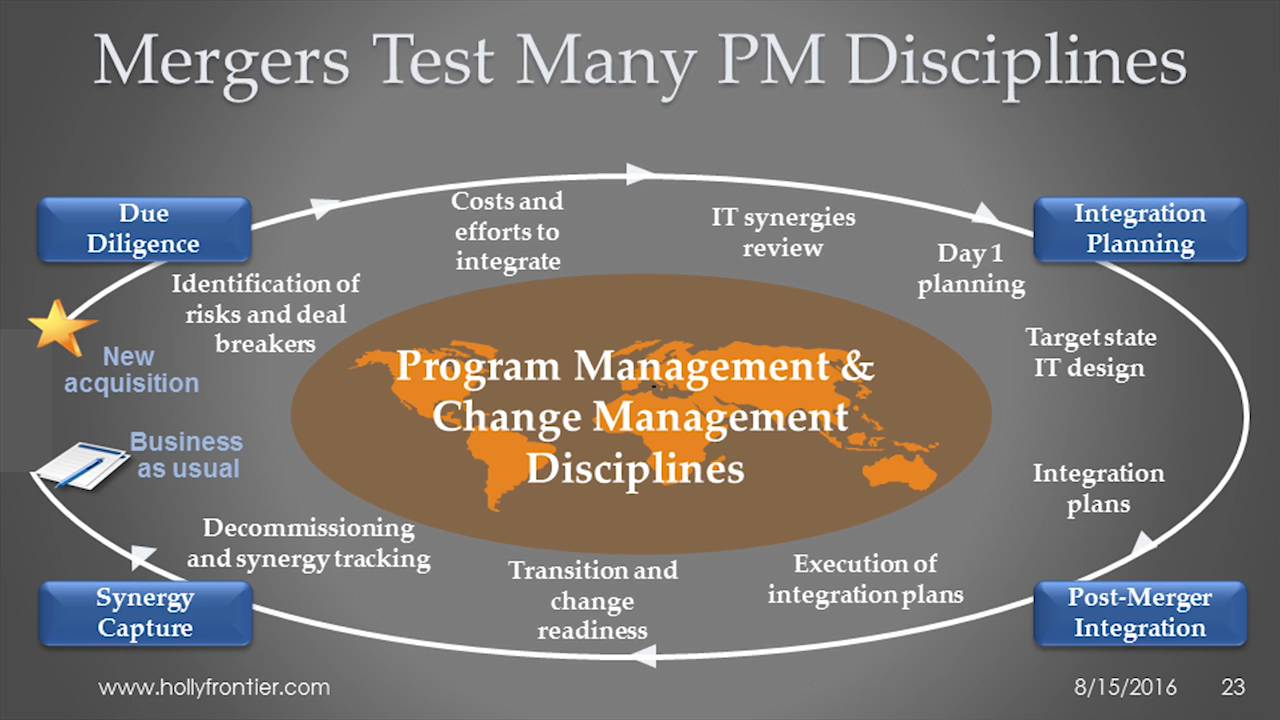 Mergers Test Many PM Disciplines
Due
Diligence
Costs and
efforts to
integrate
IT synergies
review
Day 1
planning
Integration
Planning
Identification of
risks and deal
breakers
New
acquisition
Program Management &
Change Management
Disciplines
Target state
IT design
Business
as usual
Integration
plans
Decommissioning
and synergy tracking
Transition and
change
readiness
Execution of
integration plans
Synergy
Capture
Post-Merger
Integration
www.hollyfrontier.com
8/15/2016
23